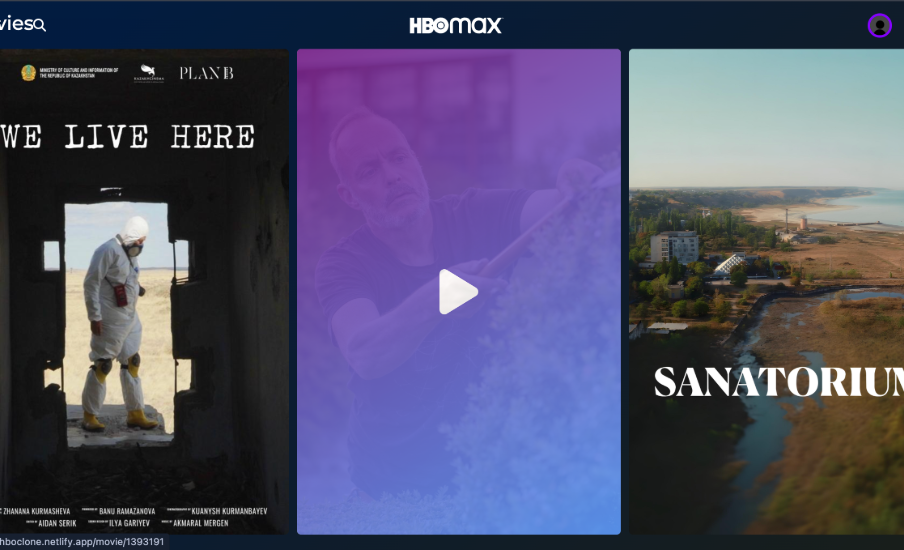 vies
HBO max
MINISTRY OF CULTURE AND INFORMATION OF
THE REPUBLIC OF KAZAKHSTAN
PLAN B
WE LIVE HERE
SANATORIUM
ZHANANA KURMASHEVA BANU RAMAZANOVA KUANYSH KURMANBAYEV
AIDAN SERIK ILYA GARIYEV AKMARAL MERGEN
hboclone.netlify.app/movie/1393191